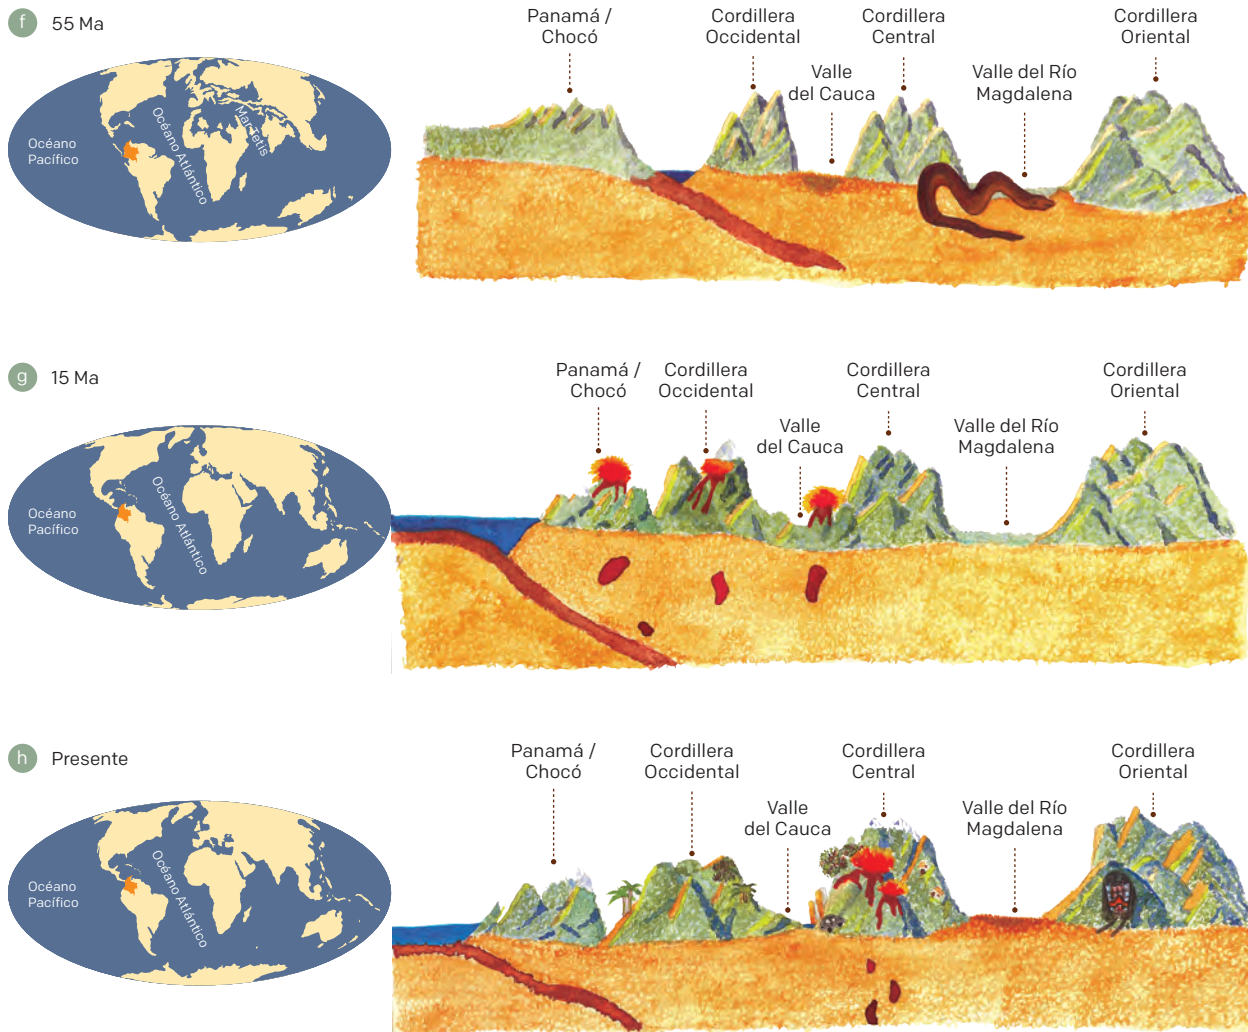 f 55 Ma
Océano
Pacífico
Océano Atlántico
Mar Tetis
Panamá /
Chocó
Cordillera
Occidental
Valle
del Cauca
Cordillera
Central
Valle del Río
Magdalena
Cordillera
Oriental
g 15 Ma
Océano
Pacífico
Océano Atlántico
Panamá /
Chocó
Cordillera
Occidental
Valle
del Cauca
Cordillera
Central
Valle del Río
Magdalena
Cordillera
Oriental
h Presente
Océano
Pacífico
Océano Atlántico
Panamá /
Chocó
Cordillera
Occidental
Valle
del Cauca
Cordillera
Central
Valle del Río
Magdalena
Cordillera
Oriental